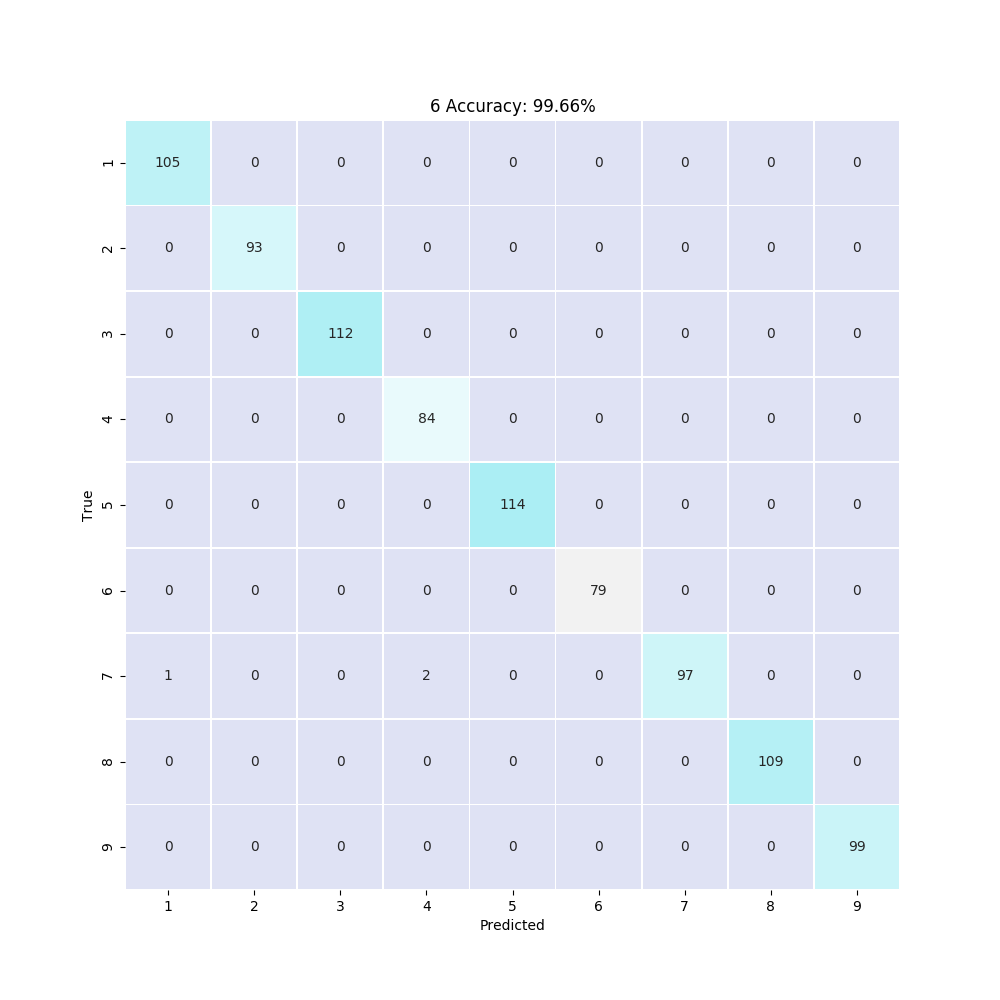 6 Accuracy: 99.66%
1 105 0 0 0 0 0 0 0 0
2 0 93 0 0 0 0 0 0 0
3 0 0 112 0 0 0 0 0 0
4 0 0 0 84 0 0 0 0 0
5 0 0 0 0 114 0 0 0 0
6 0 0 0 0 0 79 0 0 0
7 1 0 0 2 0 0 97 0 0
8 0 0 0 0 0 0 0 109 0
9 0 0 0 0 0 0 0 0 99
True
1 2 3 4 5 6 7 8 9
Predicted